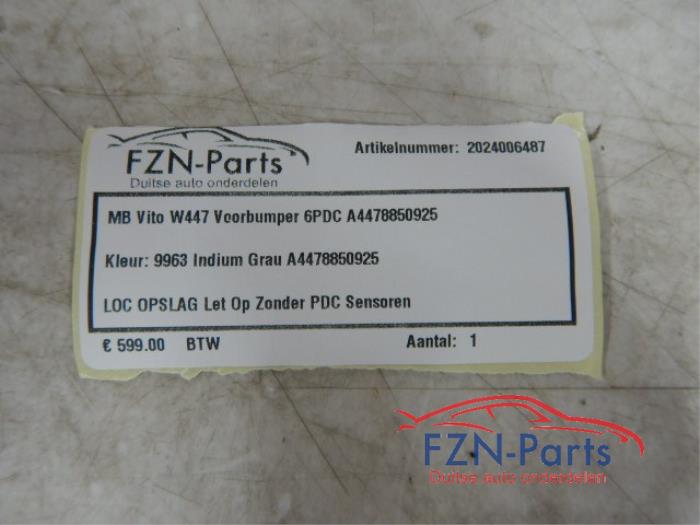 FZN-Parts
Duitse auto onderdelen
Artikelnummer: 2024006487
MB Vito W447 Voorbumper 6PDC A4478850925
Kleur: 9963 Indium Grau A4478850925
LOC OPSLAG Let Op Zonder PDC Sensoren
€ 599.00 BTW
Aantal: 1
FZN-Parts
Duitse auto onderdelen